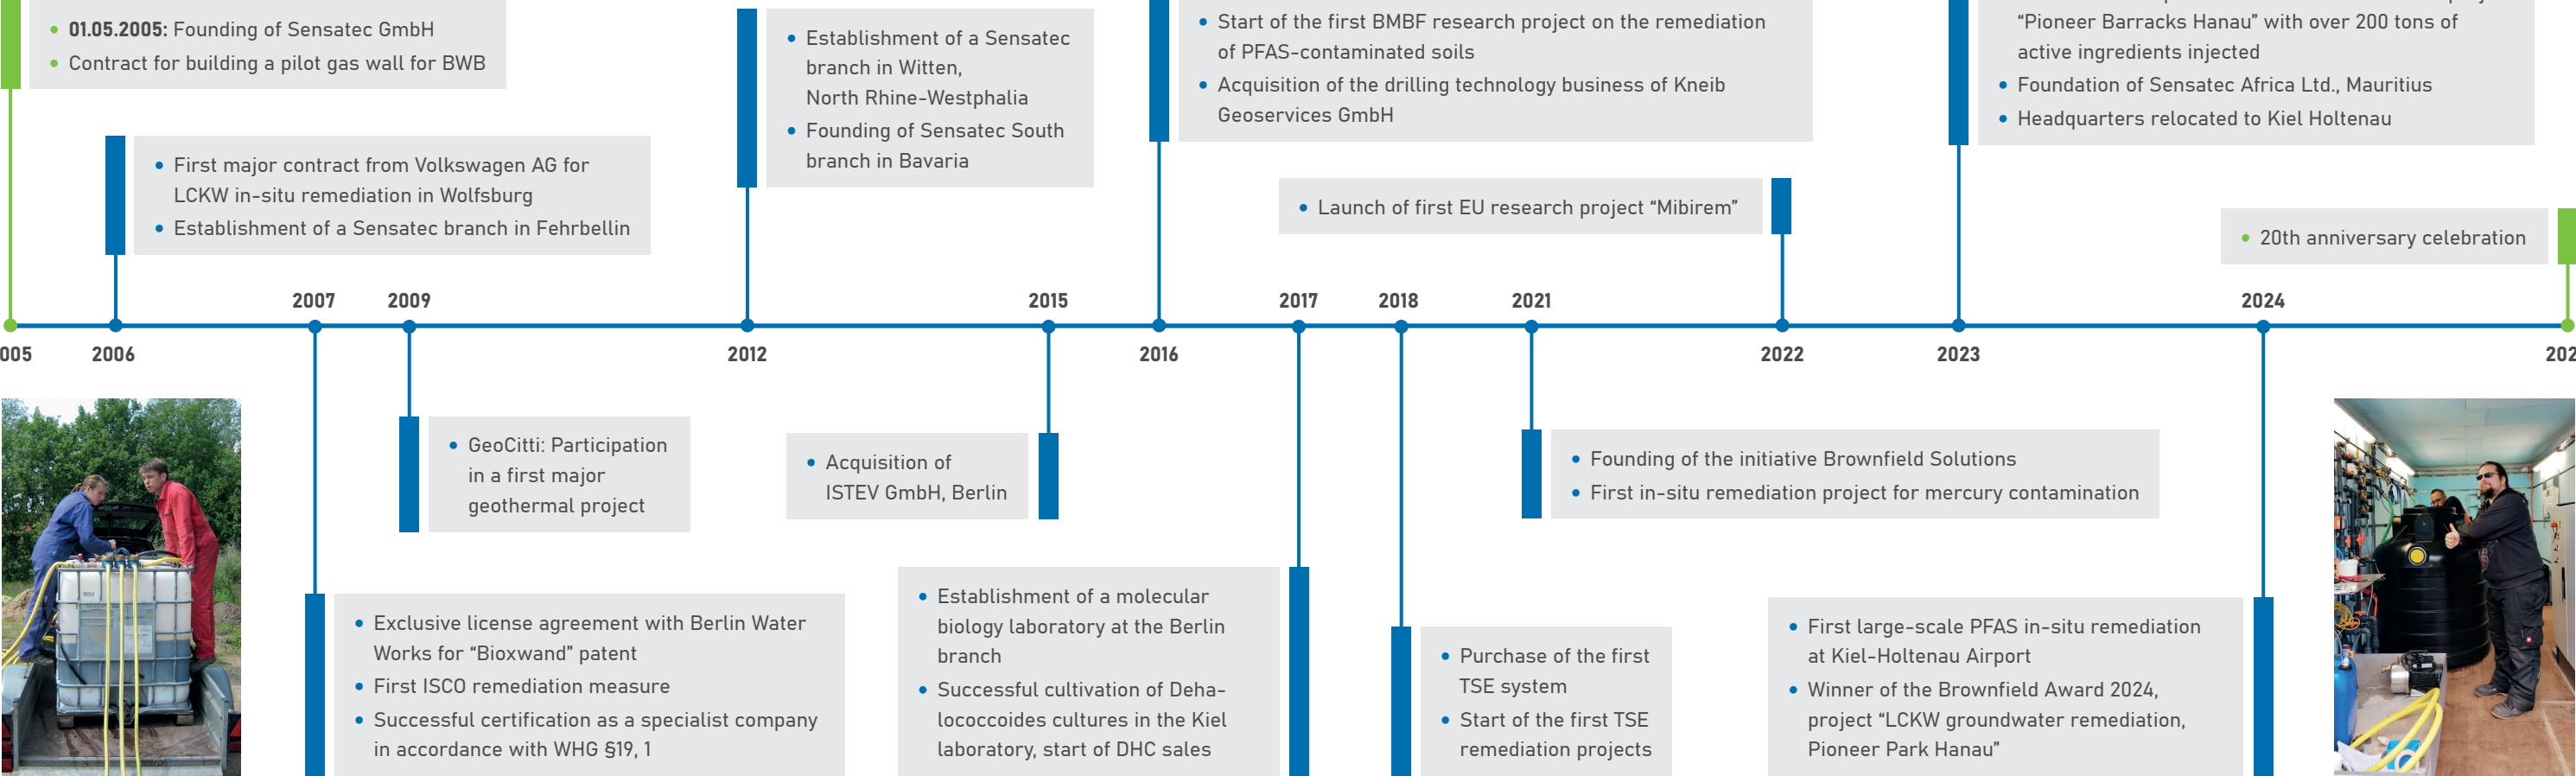 01.05.2005: Founding of Sensatec GmbH
Contract for building a pilot gas wall for BWB
First major contract from Volkswagen AG for
LCKW in-situ remediation in Wolfsburg
Establishment of a Sensatec branch in Fehrbellin
Establishment of a Sensatec
branch in Witten,
North Rhine-Westphalia
Founding of Sensatec South
branch in Bavaria
Start of the first BMBF research project on the remediation
of PFAS-contaminated soils
Acquisition of the drilling technology business of Kneib
Geoservices GmbH
Launch of first EU research project “Mibirem”
“Pioneer Barracks Hanau” with over 200 tons of
active ingredients injected
Foundation of Sensatec Africa Ltd., Mauritius
Headquarters relocated to Kiel Holtenau
20th anniversary celebration
2007 2009 2015 2017 2018 2021 2024
005 2006 2012 2016 2022 2023 202
GeoCitti: Participation
in a first major
geothermal project
Acquisition of
ISTEV GmbH, Berlin
Founding of the initiative Brownfield Solutions
First in-situ remediation project for mercury contamination
Exclusive license agreement with Berlin Water
Works for “Bioxwand” patent
First ISCO remediation measure
Successful certification as a specialist company
in accordance with WHG §19, 1
Establishment of a molecular
biology laboratory at the Berlin
branch
Successful cultivation of Deha-
lococcoides cultures in the Kiel
laboratory, start of DHC sales
Purchase of the first
TSE system
Start of the first TSE
remediation projects
First large-scale PFAS in-situ remediation
at Kiel-Holtenau Airport
Winner of the Brownfield Award 2024,
project “LCKW groundwater remediation,
Pioneer Park Hanau”